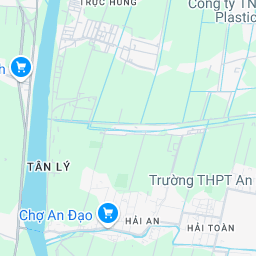 TRỰC HÙNG
Công ty TN
Plastic
h
TÂN LÝ
Trường THPT An
Chợ An Đạo
HẢI AN
HẢI TOÀN